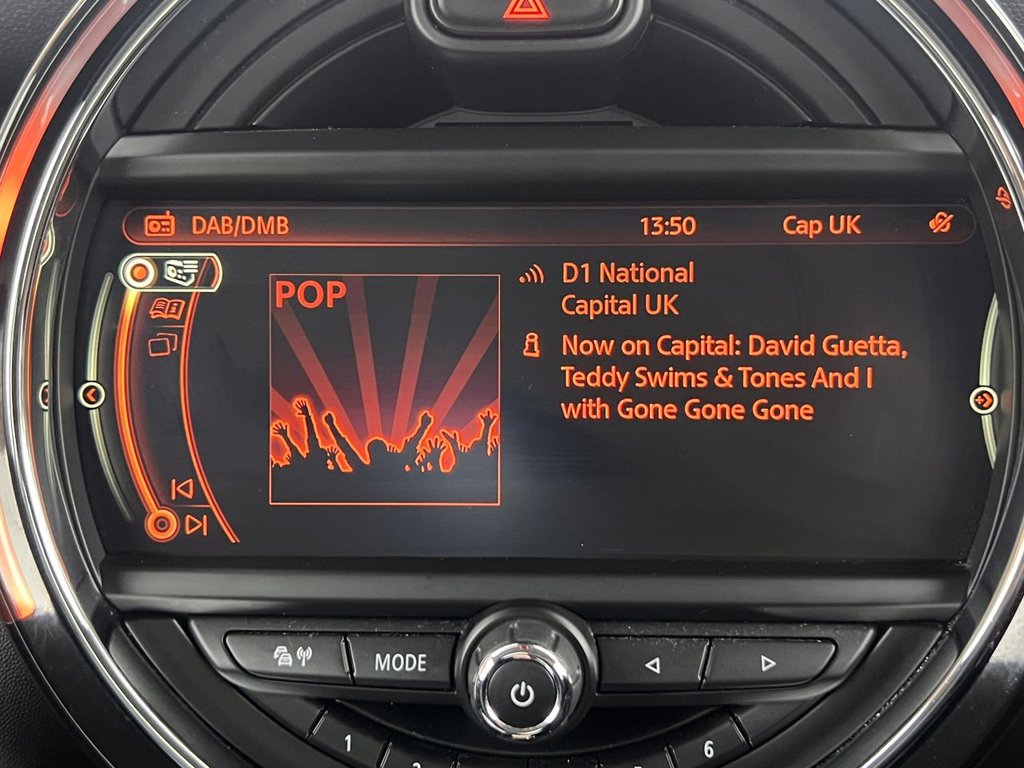 DAB/DMB 13:50 Cap UK
POP
D1 National
Capital UK
Now on Capital: David Guetta,
Teddy Swims & Tones And I
with Gone Gone Gone
MODE
1
6